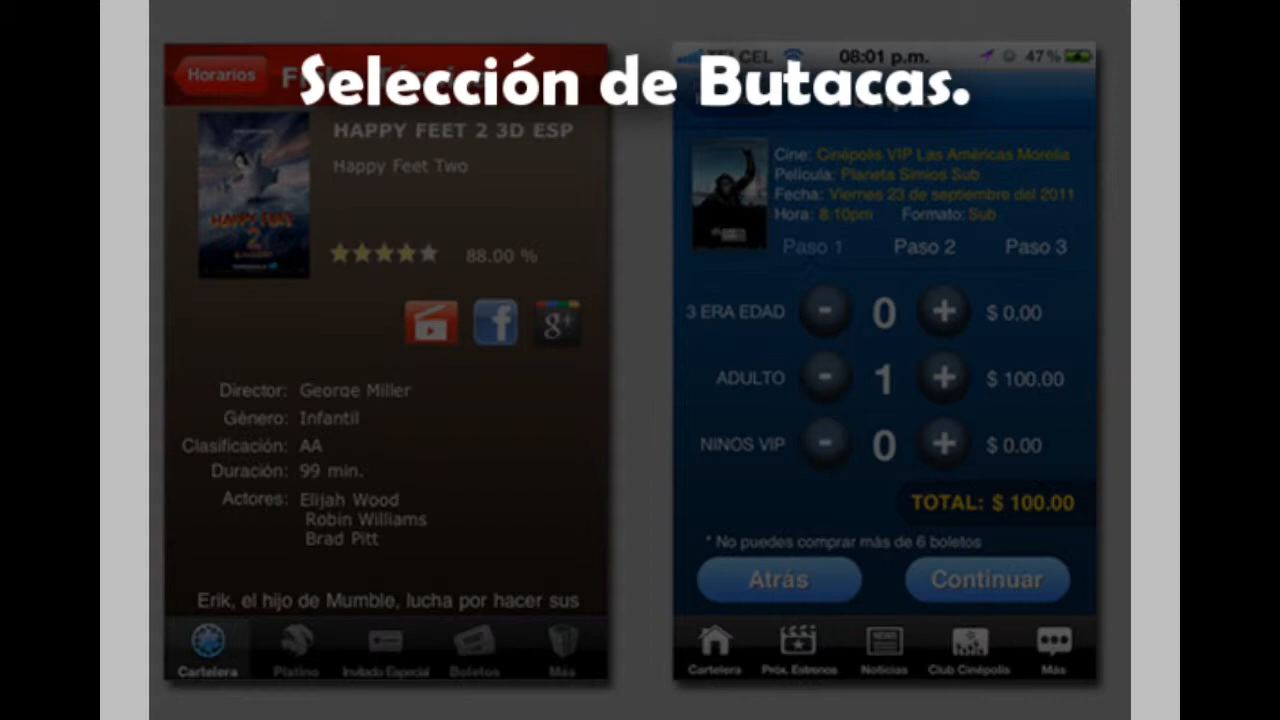 Selección de Butacas.
Horarios
HAPPY FEET 2 3D ESP
Happy Feet Two
HAPPY FEET
2
88.00 %
g+
Director: George Miller
Género: Infantil
Clasificación: AA
Duración: 99 min.
Actores: Elijah Wood
Robin Williams
Brad Pitt
Erik, el hijo de Mumble, lucha por hacer sus
Cartelera Platino Invitado Especial Boletos Más
TELCEL 08:01 p.m. 47%
Cine: Cinépolis VIP Las Américas Morelia
Película: Planeta Simios Sub
Fecha: Viernes 23 de septiembre del 2011
Hora: 8:10pm Formato: Sub
Paso 1 Paso 2 Paso 3
3 ERA EDAD - 0 + $ 0.00
ADULTO - 1 + $ 100.00
NINOS VIP - 0 + $ 0.00
TOTAL: $ 100.00
* No puedes comprar más de 6 boletos
Atrás Continuar
NEWS
Cartelera Próx. Estrenos Noticias Club Cinépolis Más